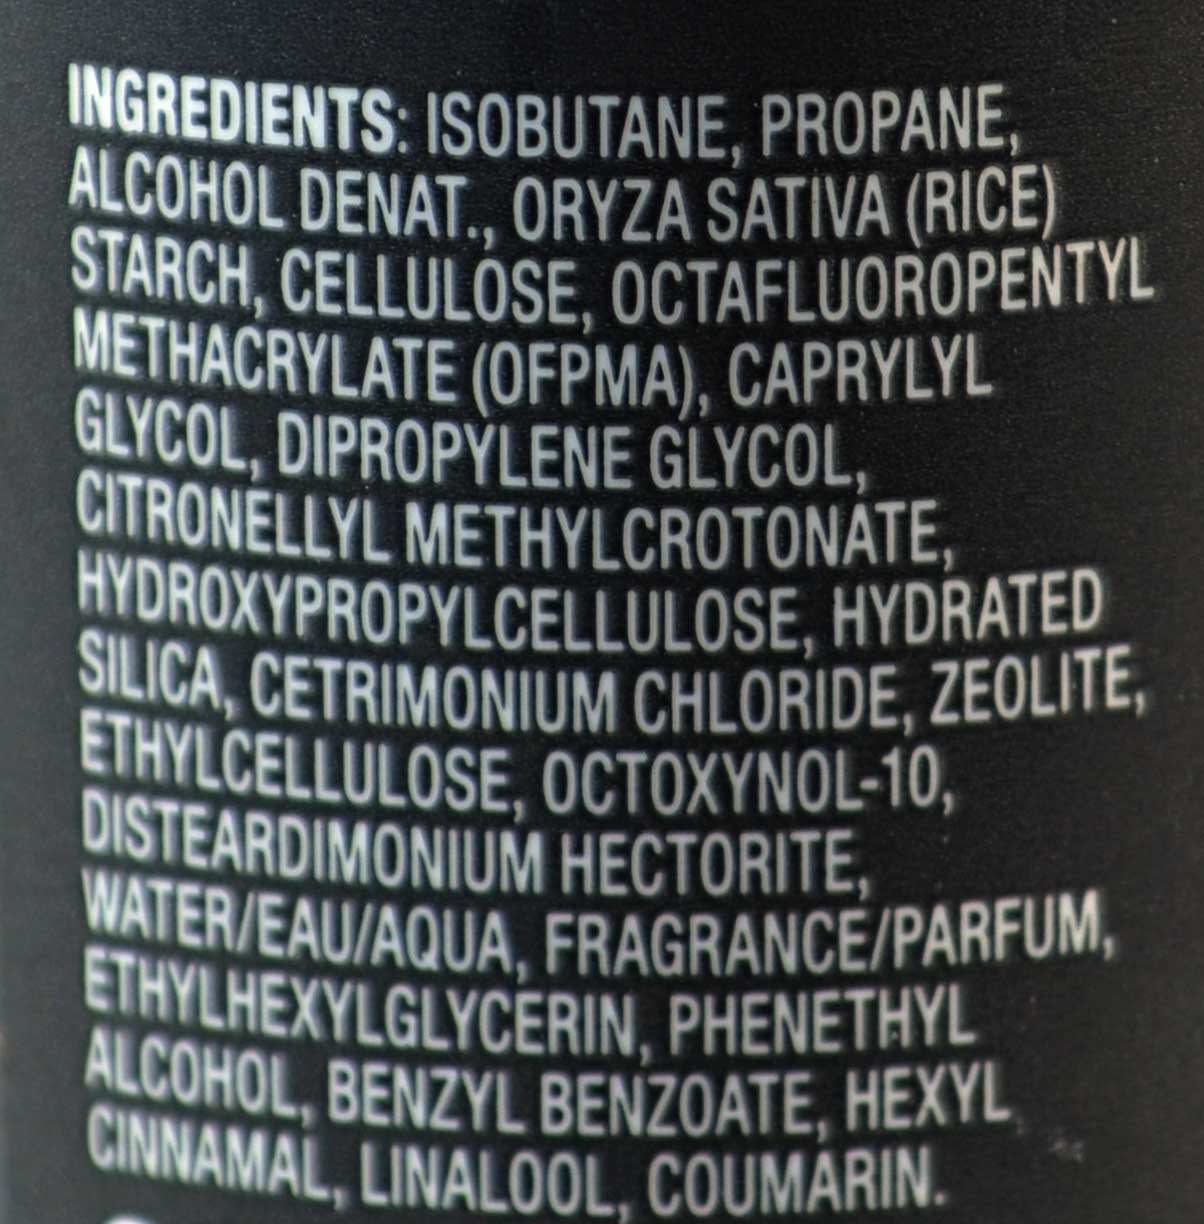 INGREDIENTS: ISOBUTANE, PROPANE,
ALCOHOL DENAT., ORYZA SATIVA (RICE)
STARCH, CELLULOSE, OCTAFLUOROPENTYL
METHACRYLATE (OFPMA), CAPRYLYL
GLYCOL, DIPROPYLENE GLYCOL,
CITRONELLYL METHYLCROTONATE,
HYDROXYPROPYLCELLULOSE, HYDRATED
SILICA, CETRIMONIUM CHLORIDE, ZEOLITE,
ETHYLCELLULOSE, OCTOXYNOL-10,
DISTEARDIMONIUM HECTORITE,
WATER/EAU/AQUA, FRAGRANCE/PARFUM,
ETHYLHEXYLGLYCERIN, PHENETHYL
ALCOHOL, BENZYL BENZOATE, HEXYL
CINNAMAL, LINALOOL, COUMARIN.